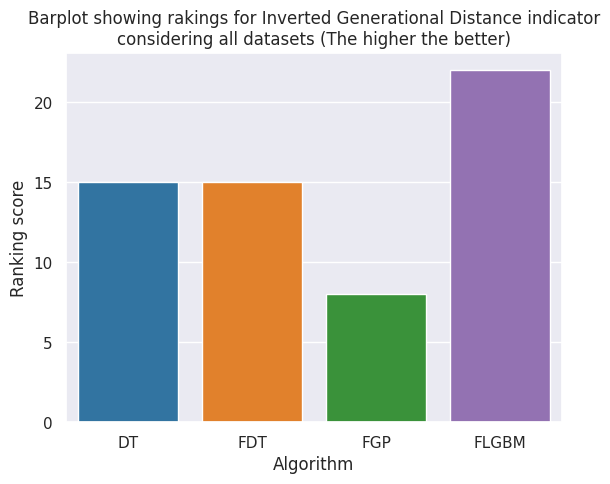 Barplot showing rakings for Inverted Generational Distance indicator
considering all datasets (The higher the better)
Ranking score
20
15
10
5
0
DT FDT FGP FLGBM
Algorithm